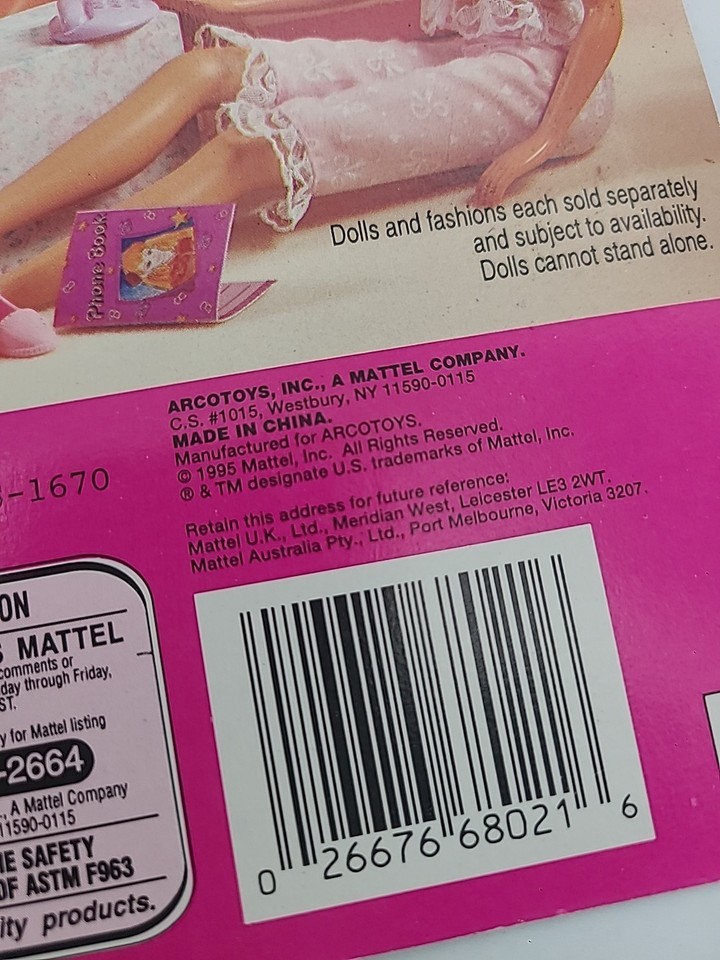 Phone Book
Dolls and fashions each sold separately
and subject to availability.
Dolls cannot stand alone.
ARCOTOYS, INC., A MATTEL COMPANY.
C.S. #1015, Westbury, NY 11590-0115
MADE IN CHINA.
Manufactured for ARCOTOYS.
© 1995 Mattel, Inc. All Rights Reserved.
® & TM designate U.S. trademarks of Mattel, Inc.
-1670
Retain this address for future reference:
Mattel U.K., Ltd., Meridian West, Leicester LE3 2WT.
Mattel Australia Pty., Ltd., Port Melbourne, Victoria 3207.
ON
S MATTEL
comments or
day through Friday,
ST.
y for Mattel listing
-2664
., A Mattel Company
11590-0115
E SAFETY
OF ASTM F963
ity products.
0 26676 68021 6